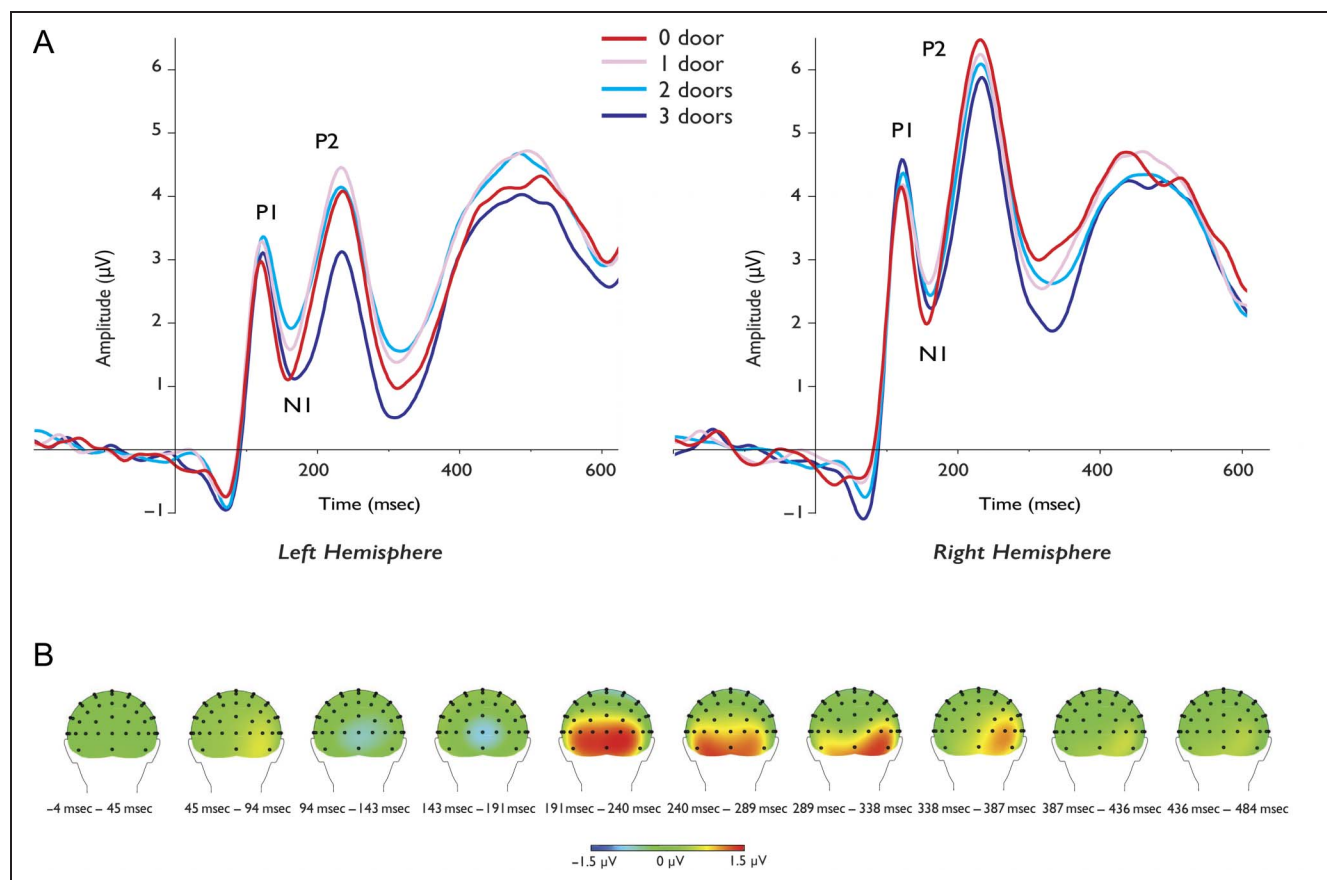 A
0 door
1 door
2 doors
3 doors
6
5
4
3
2
1
−1
P1
N1
P2
Amplitude (µV)
200
400
600
Time (msec)
Left Hemisphere
6
5
4
3
2
1
−1
P1
N1
P2
Amplitude (µV)
200
400
600
Time (msec)
Right Hemisphere
B
−4 msec – 45 msec
45 msec – 94 msec
94 msec –143 msec
143 msec –191 msec
191 msec – 240 msec
240 msec – 289 msec
289 msec – 338 msec
338 msec – 387 msec
387 msec – 436 msec
436 msec – 484 msec
−1.5 µV
0 µV
1.5 µV